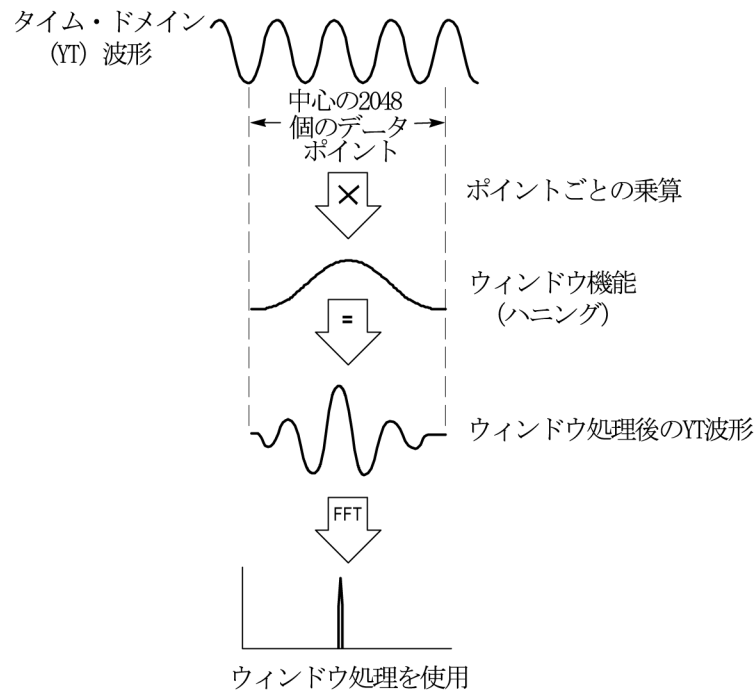 タイム・ドメイン
（YT）波形
中心の2048
個のデータ
ポイント
×
ポイントごとの乗算
ウィンドウ機能
（ハニング）
=
ウィンドウ処理後のYT波形
FFT
ウィンドウ処理を使用